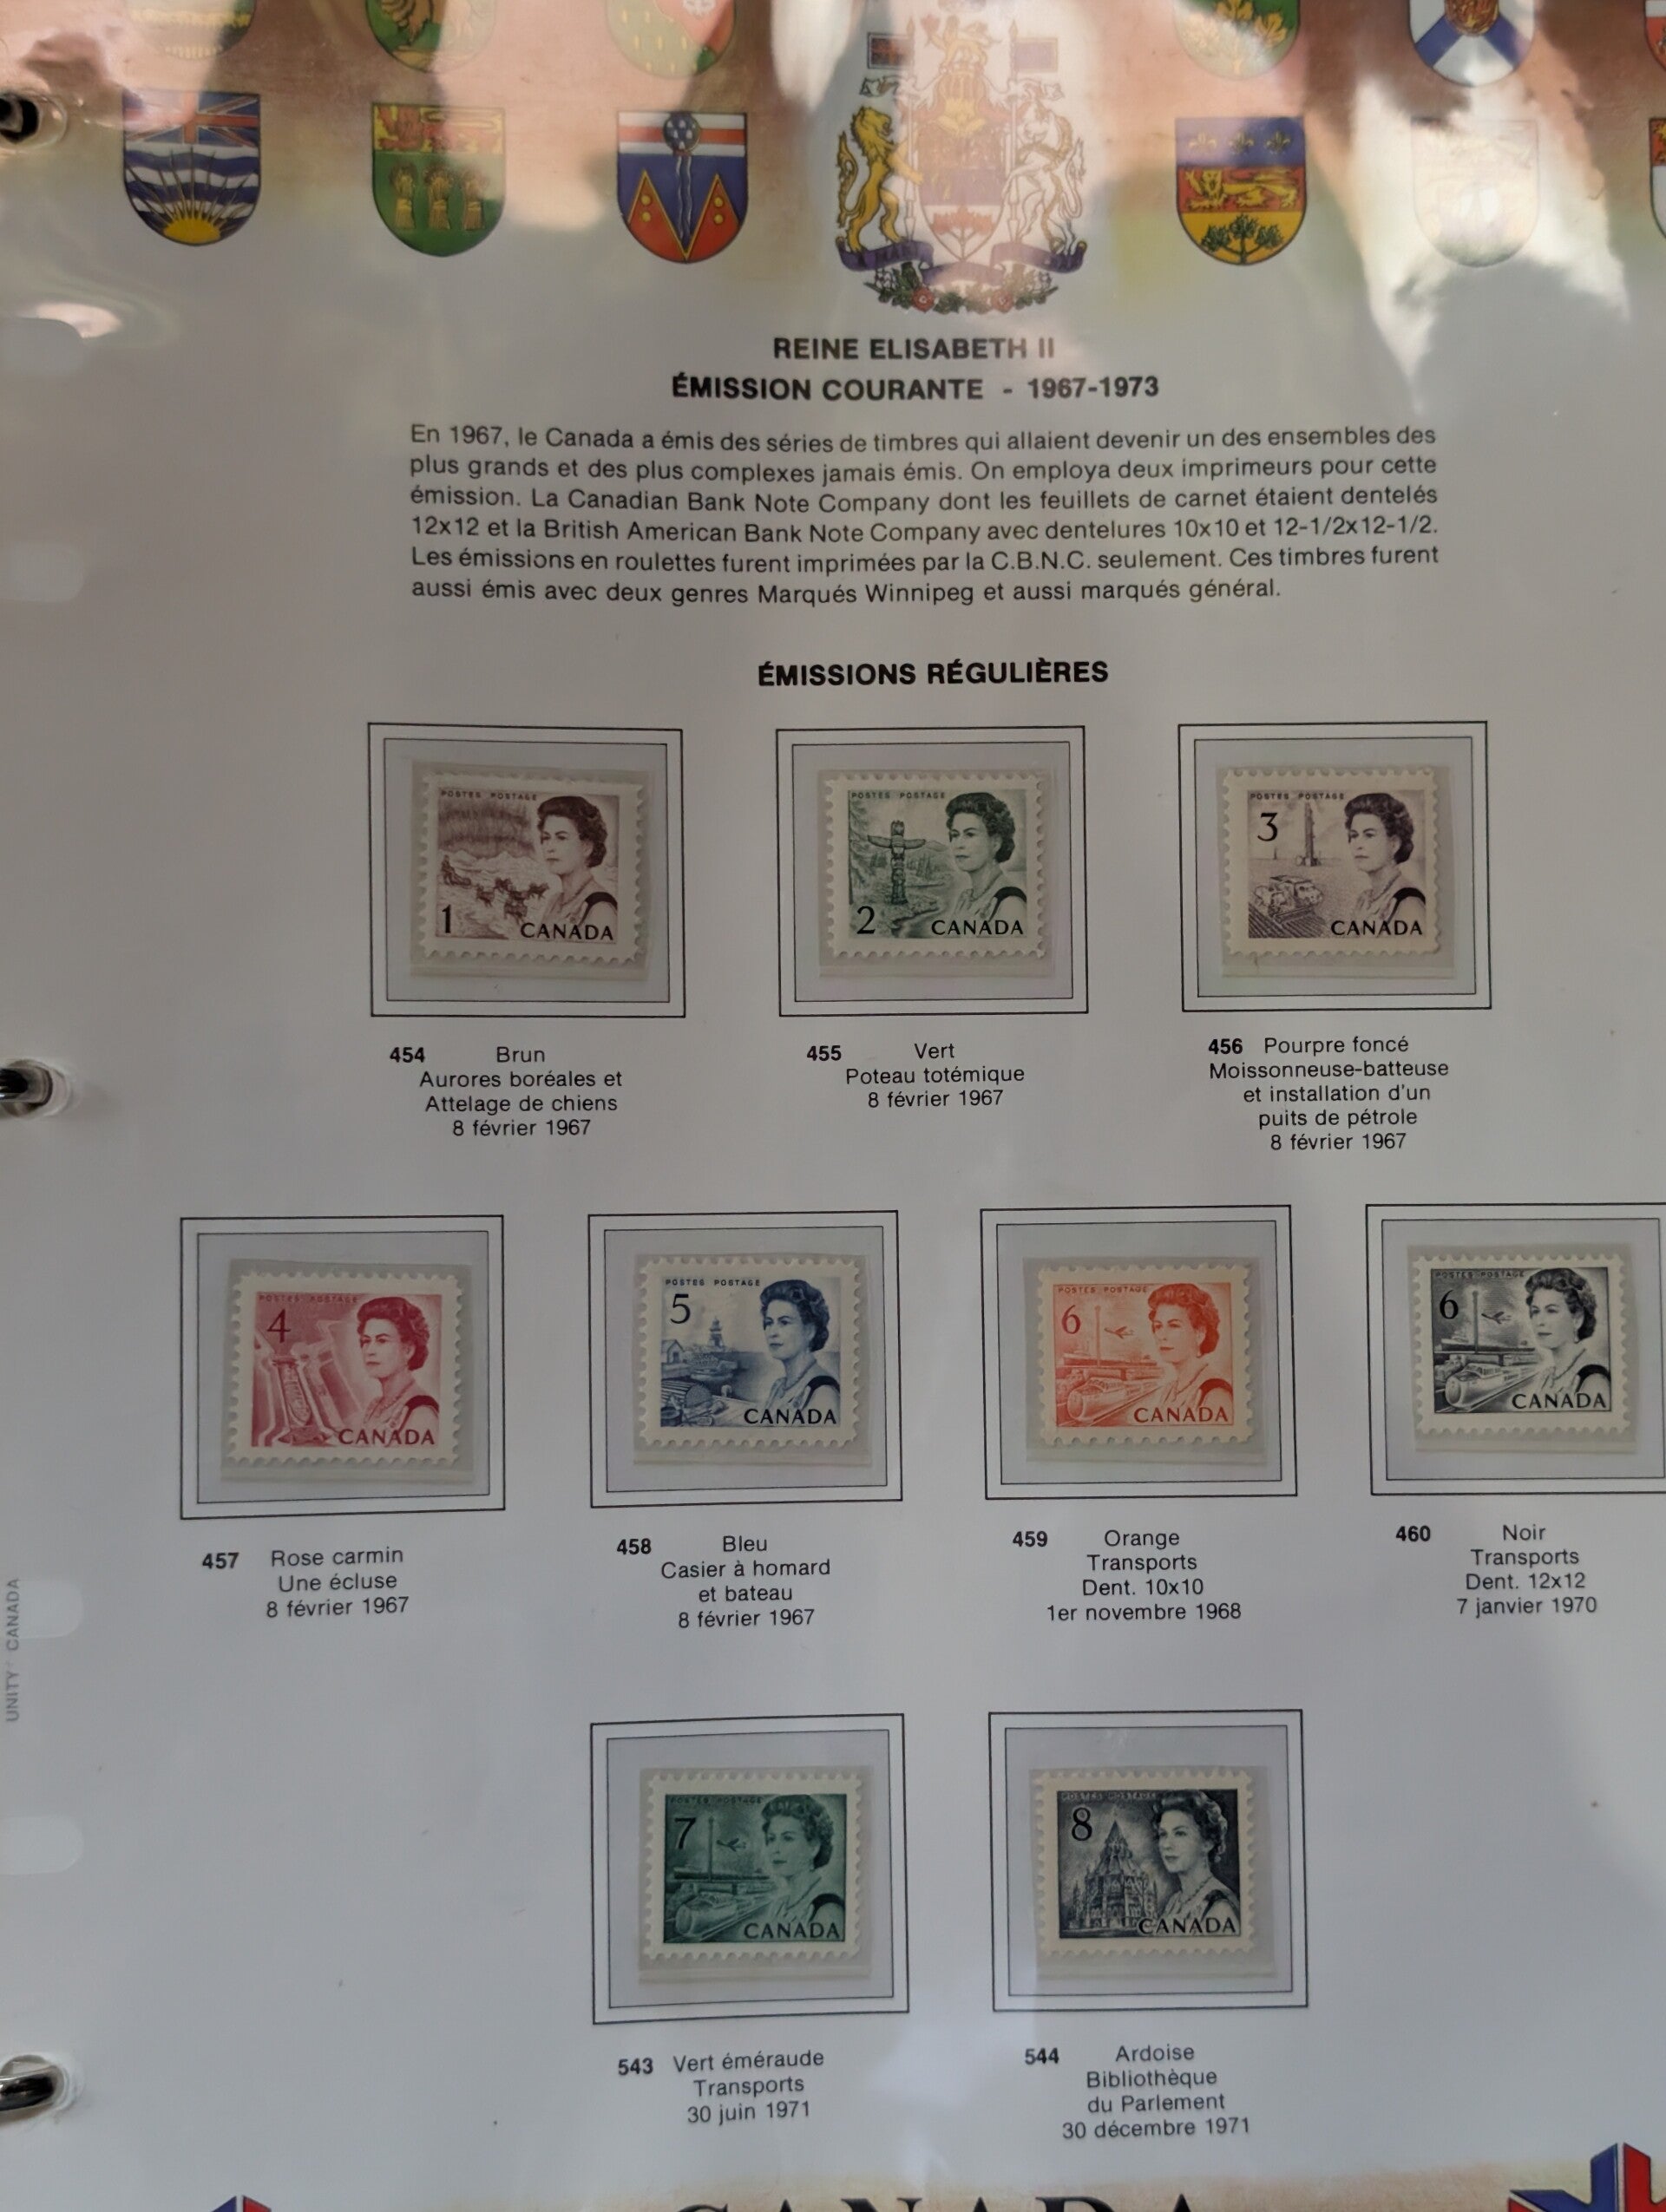 REINE ELISABETH II
ÉMISSION COURANTE - 1967-1973
En 1967, le Canada a émis des séries de timbres qui allaient devenir un des ensembles des
plus grands et des plus complexes jamais émis. On employa deux imprimeurs pour cette
émission. La Canadian Bank Note Company dont les feuillets de carnet étaient dentelés
12x12 et la British American Bank Note Company avec dentelures 10x10 et 12-1/2x12-1/2.
Les émissions en roulettes furent imprimées par la C.B.N.C. seulement. Ces timbres furent
aussi émis avec deux genres Marqués Winnipeg et aussi marqués général.
ÉMISSIONS RÉGULIÈRES
POSTES POSTAGE
1
CANADA
POSTES POSTAGE
2
CANADA
POSTES POSTAGE
3
CANADA
454 Brun
Aurores boréales et
Attelage de chiens
8 février 1967
455 Vert
Poteau totémique
8 février 1967
456 Pourpre foncé
Moissonneuse-batteuse
et installation d'un
puits de pétrole
8 février 1967
POSTES POSTAGE
4
CANADA
POSTES POSTAGE
5
CANADA
POSTES POSTAGE
6
CANADA
POSTES POSTAGE
6
CANADA
457 Rose carmin
Une écluse
8 février 1967
458 Bleu
Casier à homard
et bateau
8 février 1967
459 Orange
Transports
Dent. 10x10
1er novembre 1968
460 Noir
Transports
Dent. 12x12
7 janvier 1970
UNITY CANADA
POSTES POSTAGE
7
CANADA
POSTES POSTAGE
8
CANADA
543 Vert éméraude
Transports
30 juin 1971
544 Ardoise
Bibliothèque
du Parlement
30 décembre 1971
CANADA